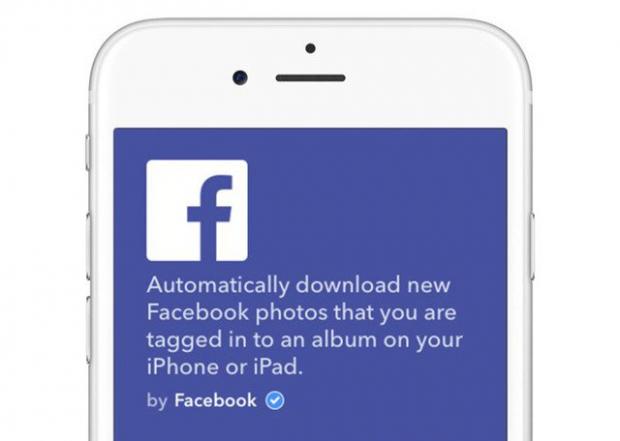 f
Automatically download new
Facebook photos that you are
tagged in to an album on your
iPhone or iPad.
by Facebook